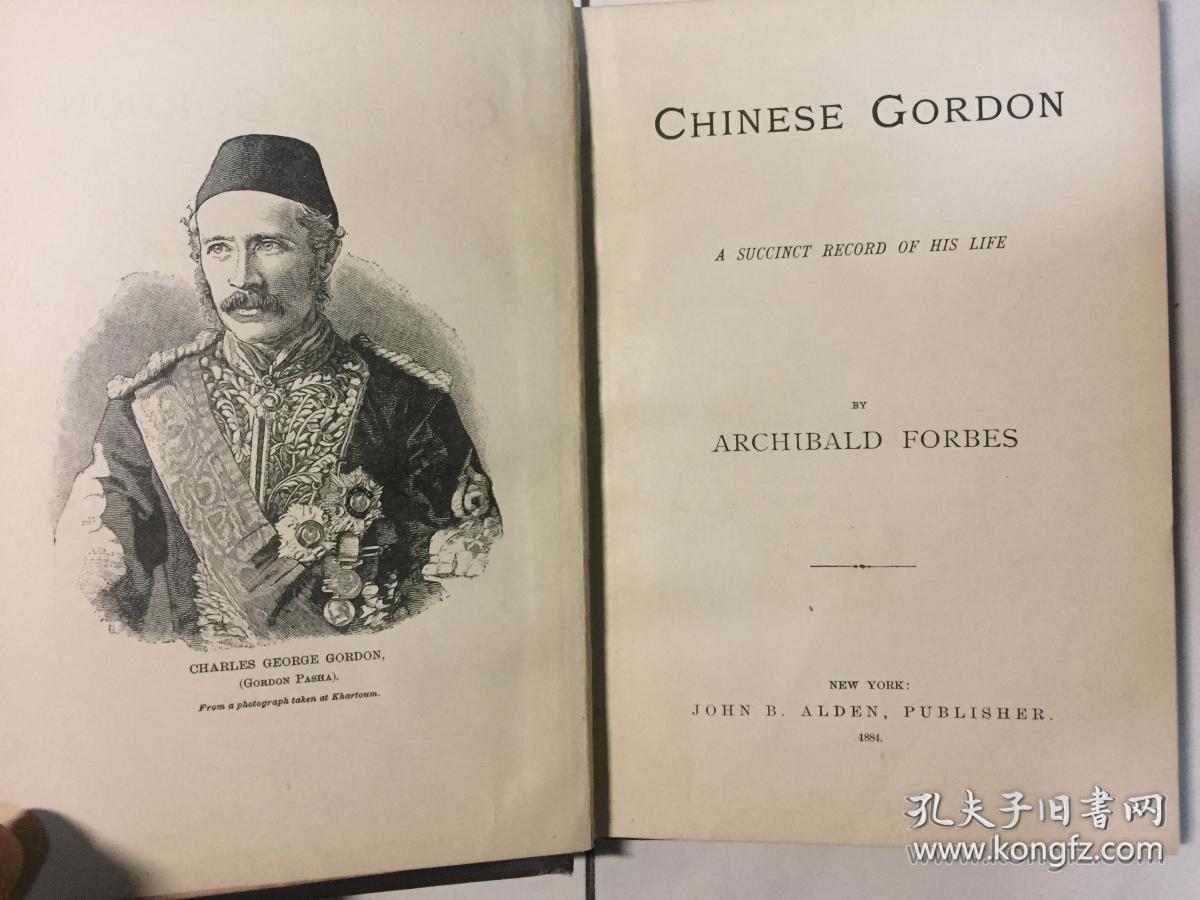 CHARLES GEORGE GORDON,
(GORDON PASHA).
From a photograph taken at Khartoum.
CHINESE GORDON
A SUCCINCT RECORD OF HIS LIFE
BY
ARCHIBALD FORBES
NEW YORK:
JOHN B. ALDEN, PUBLISHER.
1884.
孔夫子旧书网
www.kongfz.com